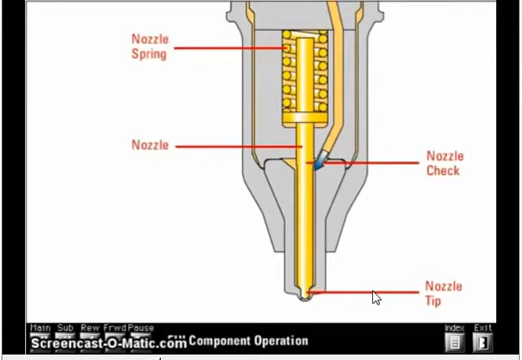 Nozzle
Spring
Nozzle
Nozzle
Check
Nozzle
Tip
Main Sub Rew Frwd Pause
Index Exit
Screencast-O-Matic.com
Component Operation